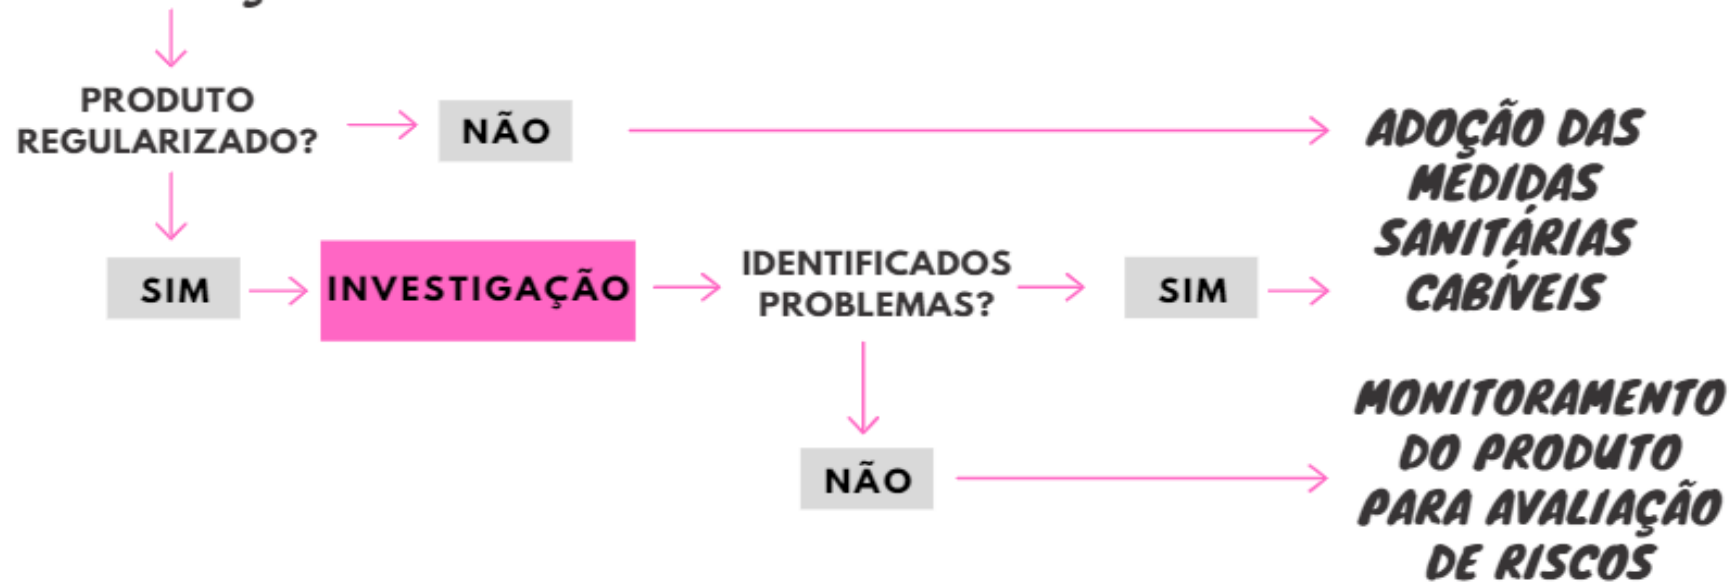 PRODUTO
REGULARIZADO?
NÃO
ADOÇÃO DAS
MEDIDAS
SANITÁRIAS
CABÍVEIS
SIM
INVESTIGAÇÃO
IDENTIFICADOS
PROBLEMAS?
SIM
NÃO
MONITORAMENTO
DO PRODUTO
PARA AVALIAÇÃO
DE RISCOS